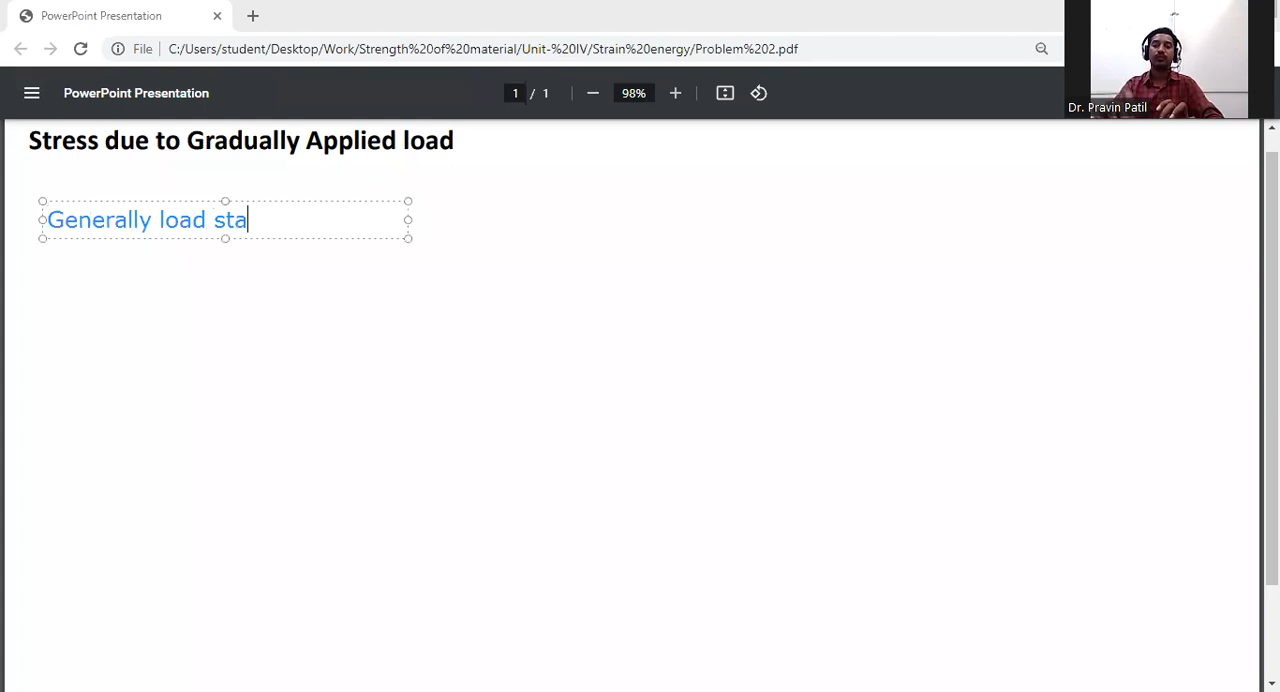 PowerPoint Presentation
File
C:/Users/student/Desktop/Work/Strength%20of%20material/Unit-%20IV/Strain%20energy/Problem%202.pdf
PowerPoint Presentation
1 / 1
98%
Dr. Pravin Patil
Stress due to Gradually Applied load
Generally load sta